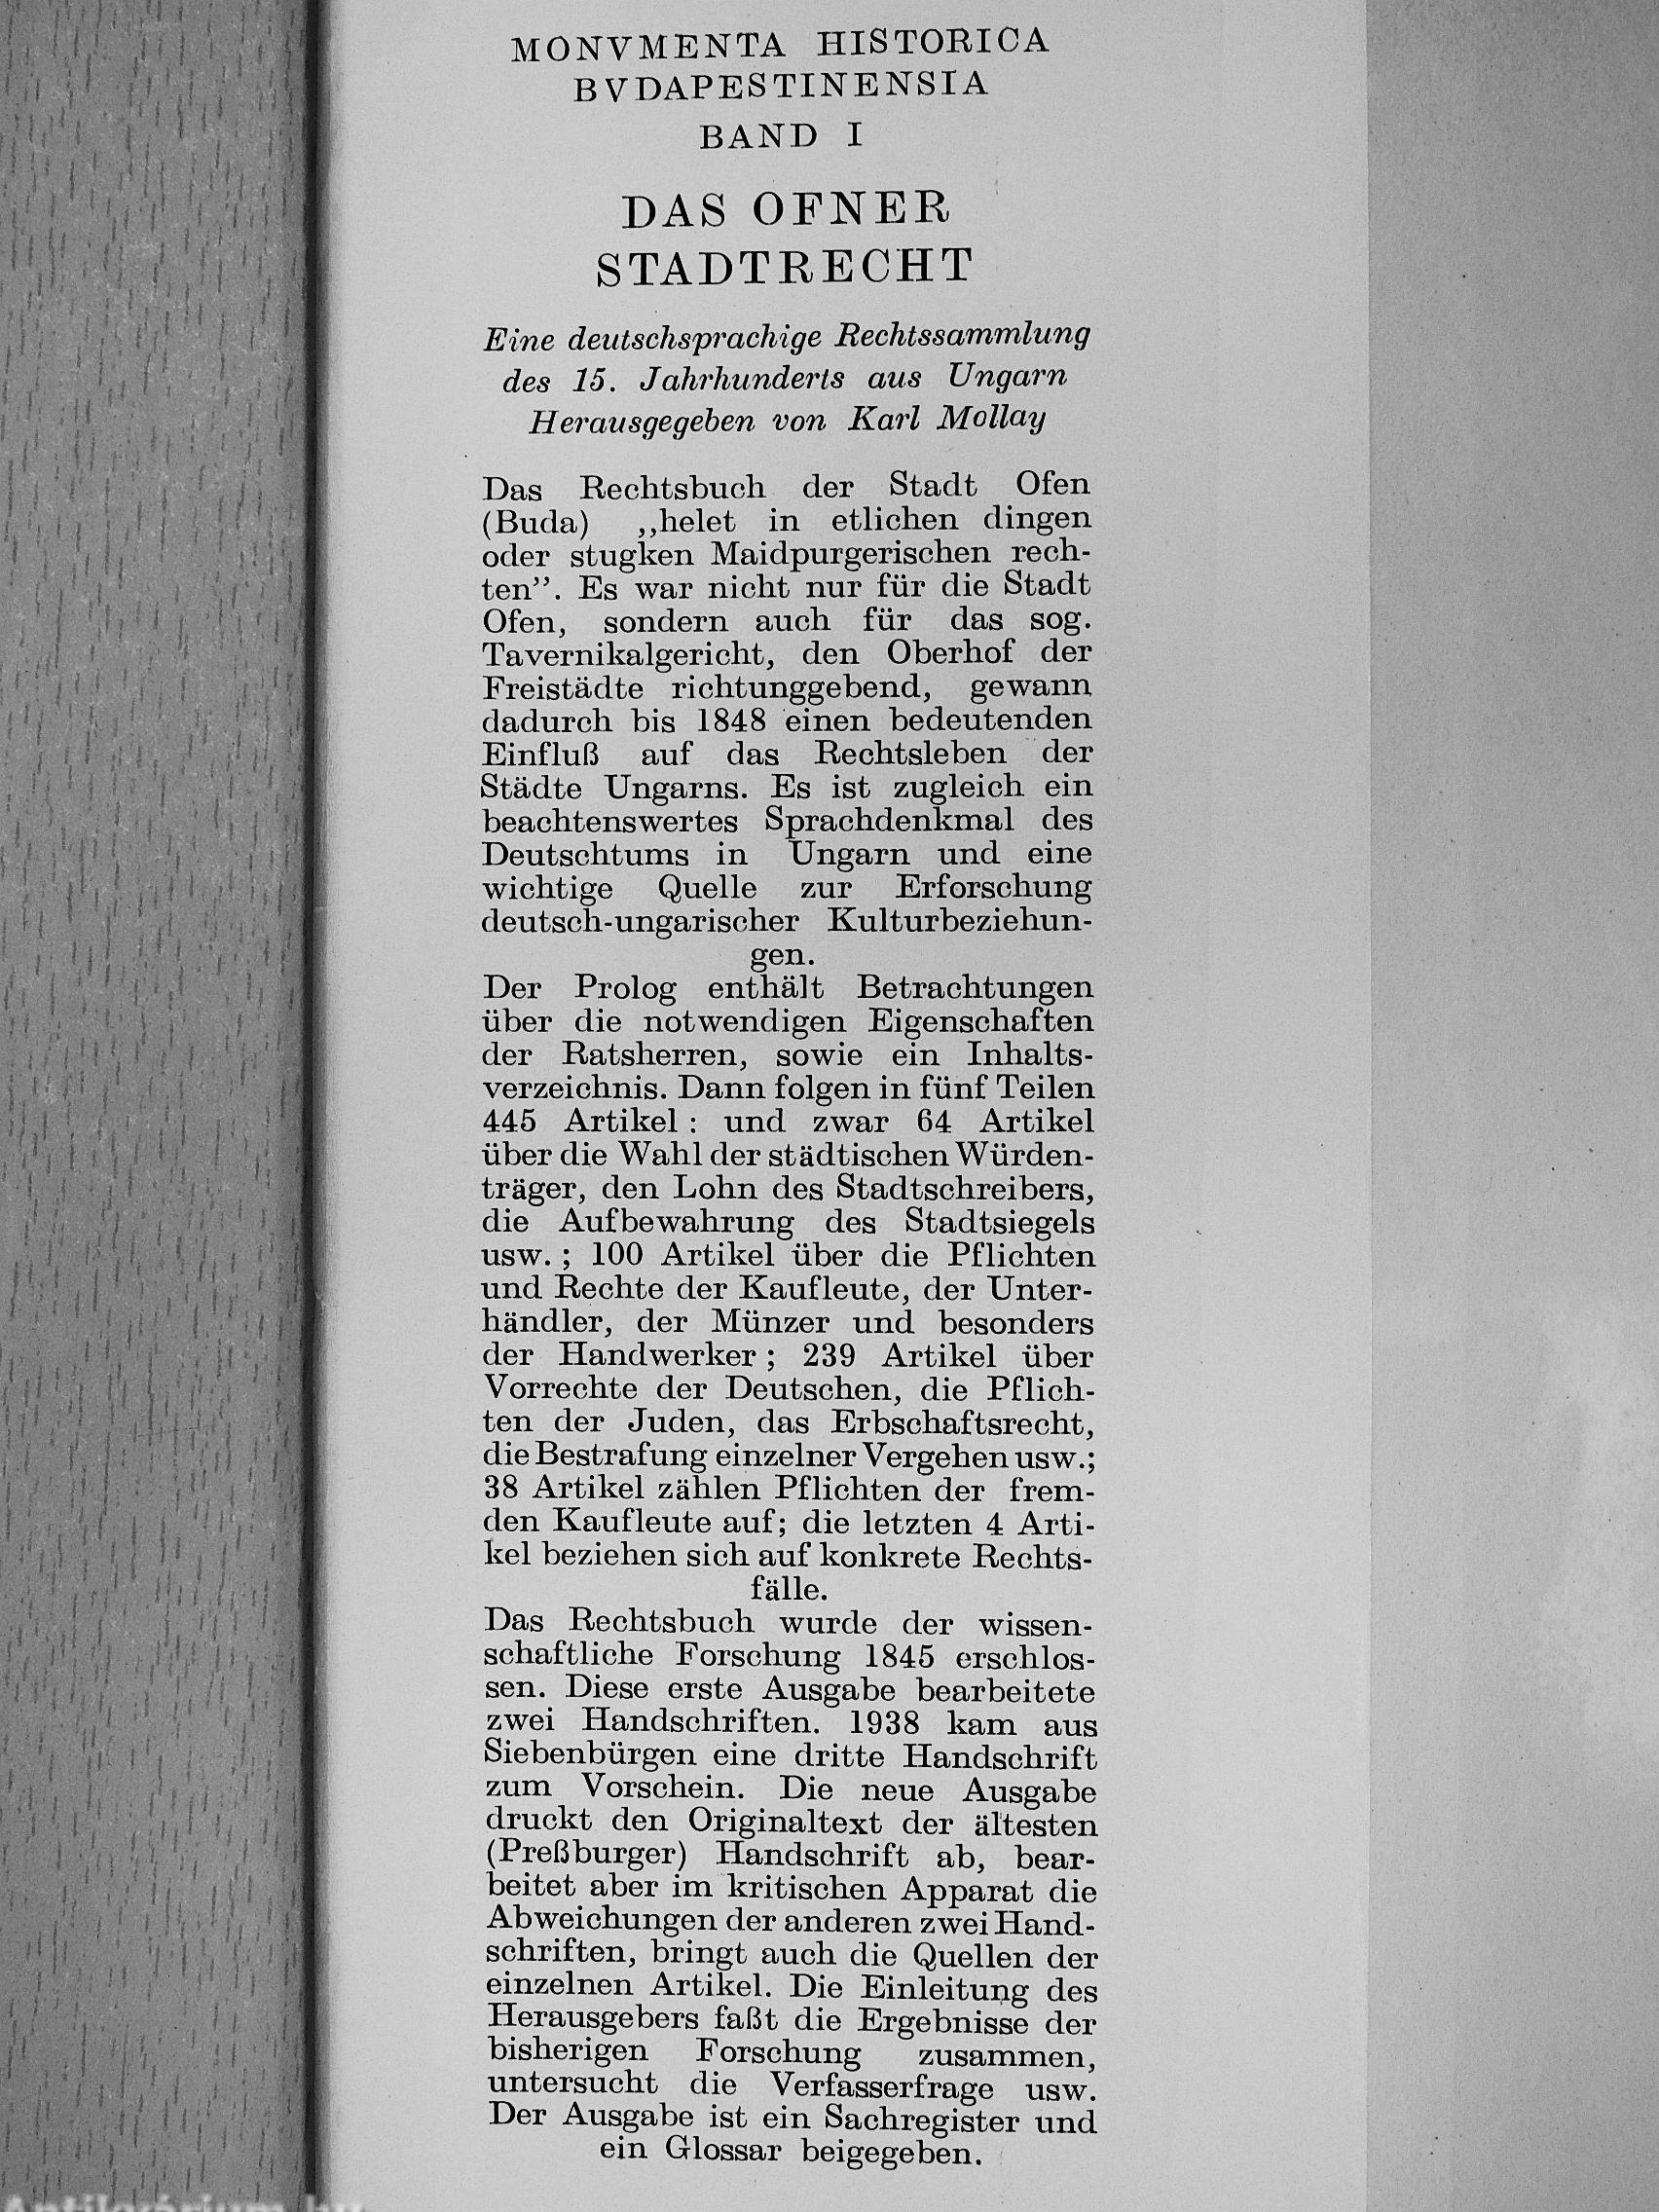 MONVMENTA HISTORICA
BVDAPESTINENSIA
BAND I
DAS OFNER
STADTRECHT
Eine deutschsprachige Rechtssammlung
des 15. Jahrhunderts aus Ungarn
Herausgegeben von Karl Mollay
Das Rechtsbuch der Stadt Ofen
(Buda) ,,helet in etlichen dingen
oder stugken Maidpurgerischen rech-
ten”. Es war nicht nur für die Stadt
Ofen, sondern auch für das sog.
Tavernikalgericht, den Oberhof der
Freistädte richtunggebend, gewann
dadurch bis 1848 einen bedeutenden
Einfluß auf das Rechtsleben der
Städte Ungarns. Es ist zugleich ein
beachtenswertes Sprachdenkmal des
Deutschtums in Ungarn und eine
wichtige Quelle zur Erforschung
deutsch-ungarischer Kulturbeziehun-
gen.
Der Prolog enthält Betrachtungen
über die notwendigen Eigenschaften
der Ratsherren, sowie ein Inhalts-
verzeichnis. Dann folgen in fünf Teilen
445 Artikel: und zwar 64 Artikel
über die Wahl der städtischen Würden-
träger, den Lohn des Stadtschreibers,
die Aufbewahrung des Stadtsiegels
usw.; 100 Artikel über die Pflichten
und Rechte der Kaufleute, der Unter-
händler, der Münzer und besonders
der Handwerker; 239 Artikel über
Vorrechte der Deutschen, die Pflich-
ten der Juden, das Erbschaftsrecht,
die Bestrafung einzelner Vergehen usw.;
38 Artikel zählen Pflichten der frem-
den Kaufleute auf; die letzten 4 Arti-
kel beziehen sich auf konkrete Rechts-
fälle.
Das Rechtsbuch wurde der wissen-
schaftliche Forschung 1845 erschlos-
sen. Diese erste Ausgabe bearbeitete
zwei Handschriften. 1938 kam aus
Siebenbürgen eine dritte Handschrift
zum Vorschein. Die neue Ausgabe
druckt den Originaltext der ältesten
(Preßburger) Handschrift ab, bear-
beitet aber im kritischen Apparat die
Abweichungen der anderen zwei Hand-
schriften, bringt auch die Quellen der
einzelnen Artikel. Die Einleitung des
Herausgebers faßt die Ergebnisse der
bisherigen Forschung zusammen,
untersucht die Verfasserfrage usw.
Der Ausgabe ist ein Sachregister und
ein Glossar beigegeben.